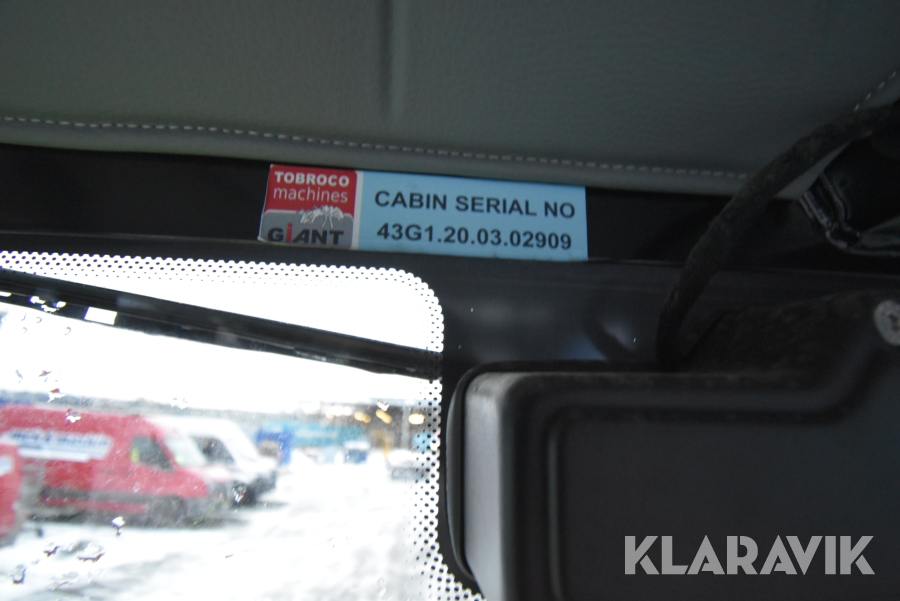 TOBROCO
machines
GiANT
CABIN SERIAL NO
43G1.20.03.02909
KLARAVIK